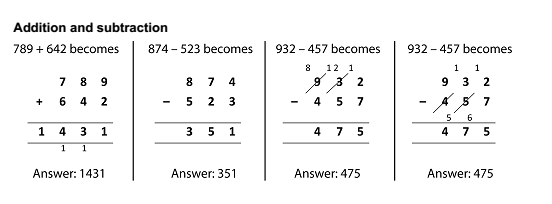 Addition and subtraction
789 + 642 becomes
7 8 9
+ 6 4 2
1 4 3 1
1 1
Answer: 1431
874 – 523 becomes
8 7 4
– 5 2 3
3 5 1
Answer: 351
932 – 457 becomes
8 12 1
9 3 2
– 4 5 7
4 7 5
Answer: 475
932 – 457 becomes
1 1
9 3 2
– 4 5 7
5 6
4 7 5
Answer: 475